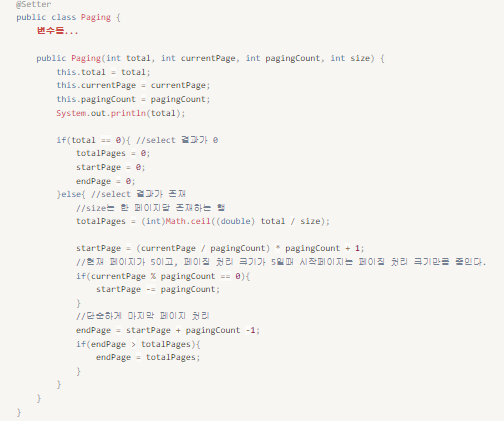 @Setter
public class Paging {
변수들...
public Paging(int total, int currentPage, int pagingCount, int size) {
this.total = total;
this.currentPage = currentPage;
this.pagingCount = pagingCount;
System.out.println(total);
if(total == 0){ //select 결과가 0
totalPages = 0;
startPage = 0;
endPage = 0;
}else{ //select 결과가 존재
//size는 한 페이지당 존재하는 행
totalPages = (int)Math.ceil((double) total / size);
startPage = (currentPage / pagingCount) * pagingCount + 1;
//현재 페이지가 5이고, 페이징 처리 크기가 5일때 시작페이지는 페이징 처리 크기만큼 줄인다.
if(currentPage % pagingCount == 0){
startPage -= pagingCount;
}
//단순하게 마지막 페이지 처리
endPage = startPage + pagingCount -1;
if(endPage > totalPages){
endPage = totalPages;
}
}
}
}